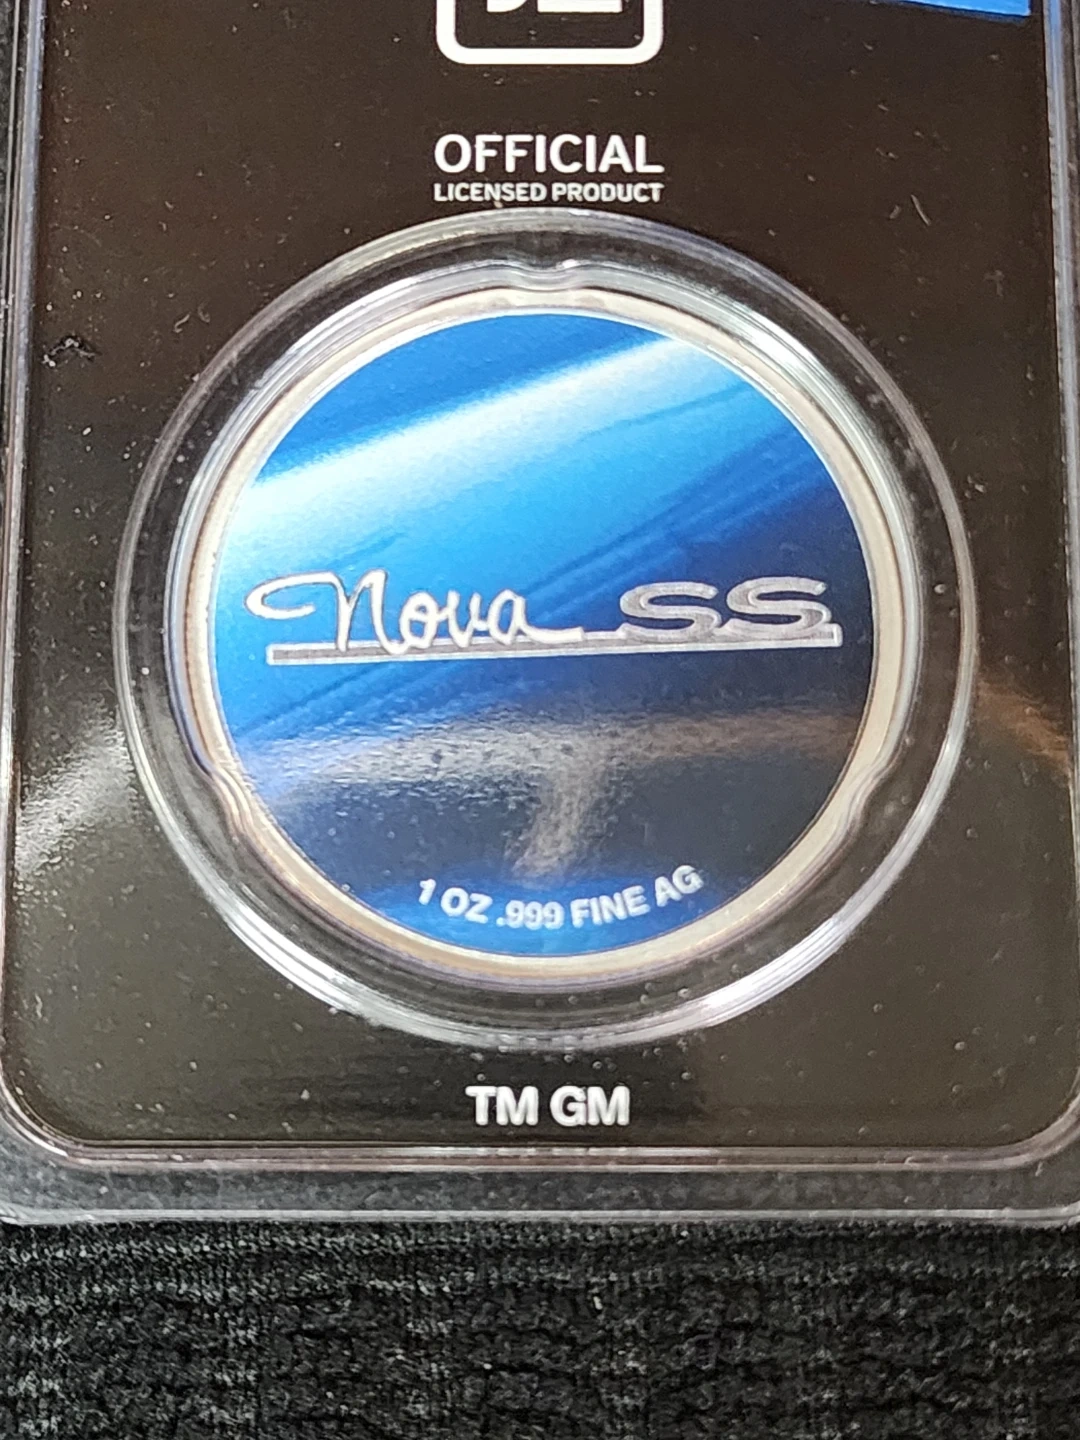 OFFICIAL
LICENSED PRODUCT
Nova SS
1 OZ .999 FINE AG
TM GM